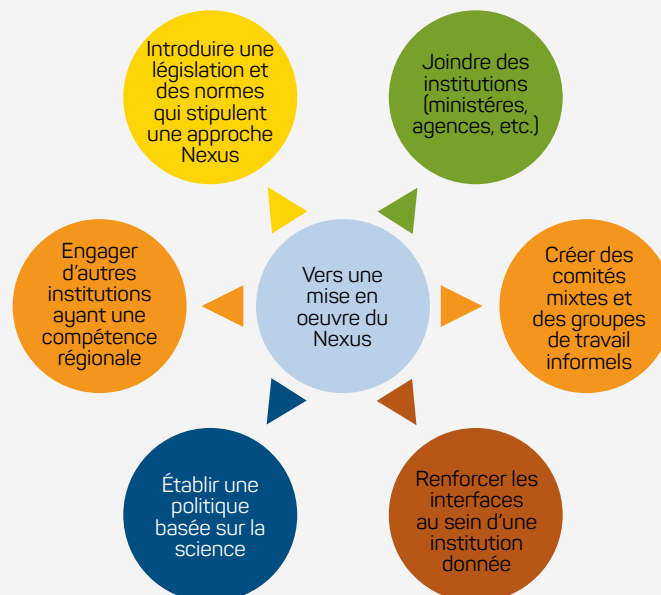 Introduire une
législation et
des normes
qui stipulent
une approche
Nexus
Joindre des
institutions
(ministéres,
agences, etc.)
Engager
d'autres
institutions
ayant une
compétence
régionale
Vers une
mise en
oeuvre du
Nexus
Créer des
comités
mixtes et
des groupes
de travail
informels
Établir une
politique
basée sur la
science
Renforcer les
interfaces
au sein d'une
institution
donnée